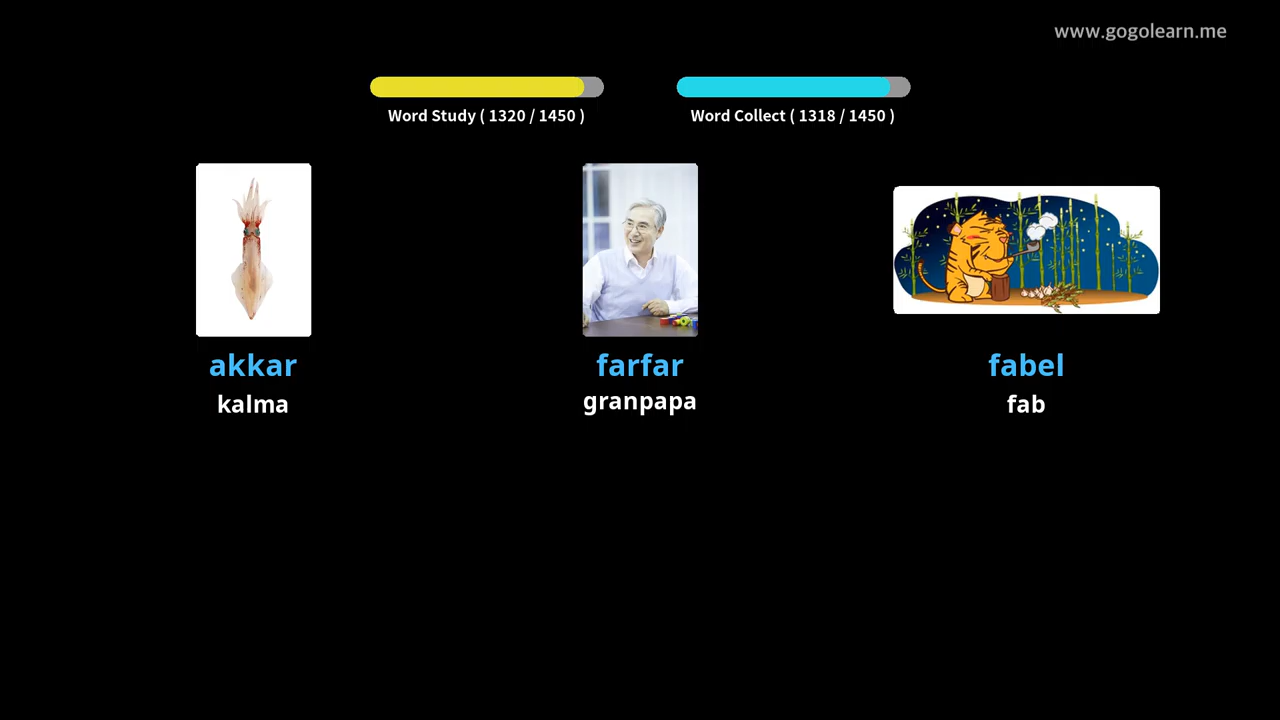 www.gogolearn.me
Word Study ( 1320 / 1450 )
Word Collect ( 1318 / 1450 )
akkar
kalma
farfar
granpapa
fabel
fab